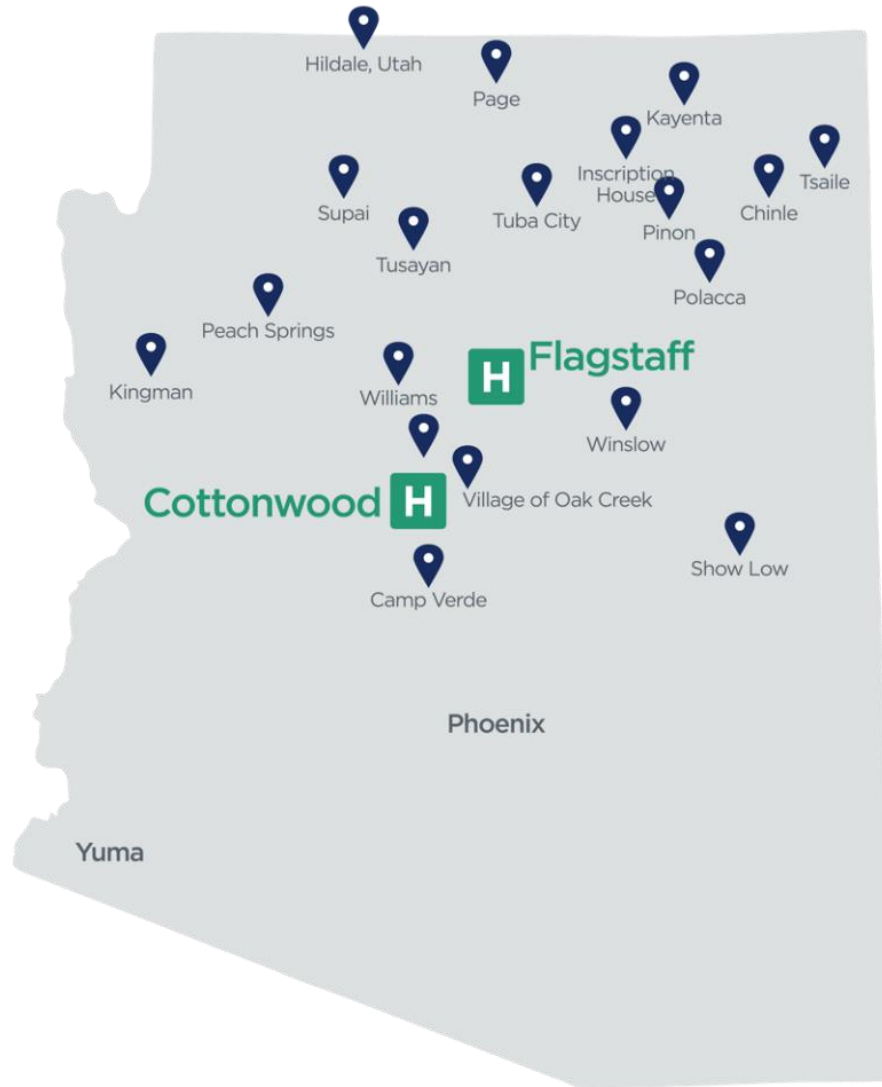 Hildale, Utah
Page
Kayenta
Inscription
House
Tsaile
Supai
Tuba City
Pinon
Chinle
Tusayan
Polacca
Peach Springs
Kingman
Williams
H
Flagstaff
Winslow
Cottonwood
H
Village of Oak Creek
Show Low
Camp Verde
Phoenix
Yuma